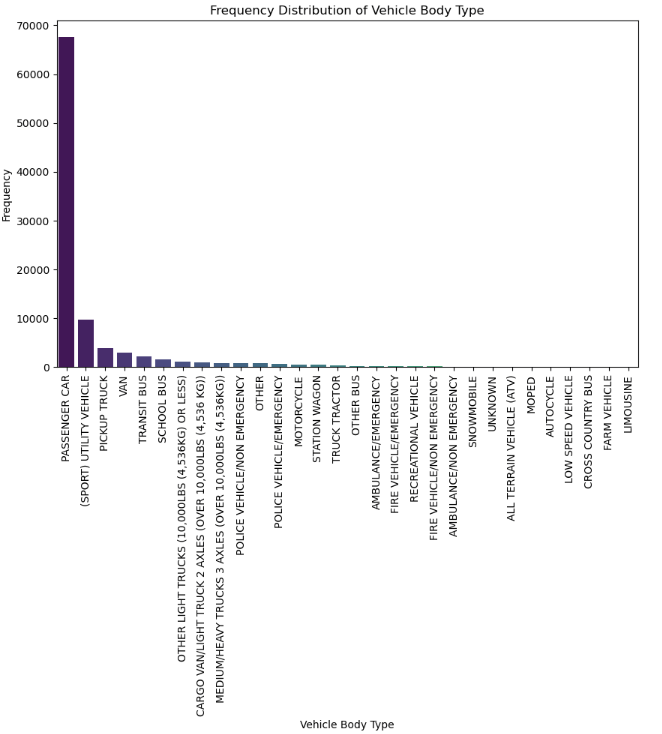 Frequency Distribution of Vehicle Body Type
70000
60000
50000
40000
30000
20000
10000
0
Frequency
PASSENGER CAR
(SPORT) UTILITY VEHICLE
PICKUP TRUCK
VAN
TRANSIT BUS
SCHOOL BUS
OTHER LIGHT TRUCKS (10,000LBS (4,536KG) OR LESS)
CARGO VAN/LIGHT TRUCK 2 AXLES (OVER 10,000LBS (4,536 KG))
MEDIUM/HEAVY TRUCKS 3 AXLES (OVER 10,000LBS (4,536KG))
POLICE VEHICLE/NON EMERGENCY
OTHER
POLICE VEHICLE/EMERGENCY
MOTORCYCLE
STATION WAGON
TRUCK TRACTOR
OTHER BUS
AMBULANCE/EMERGENCY
FIRE VEHICLE/EMERGENCY
RECREATIONAL VEHICLE
FIRE VEHICLE/NON EMERGENCY
AMBULANCE/NON EMERGENCY
SNOWMOBILE
UNKNOWN
ALL TERRAIN VEHICLE (ATV)
MOPED
AUTOCYCLE
LOW SPEED VEHICLE
CROSS COUNTRY BUS
FARM VEHICLE
LIMOUSINE
Vehicle Body Type